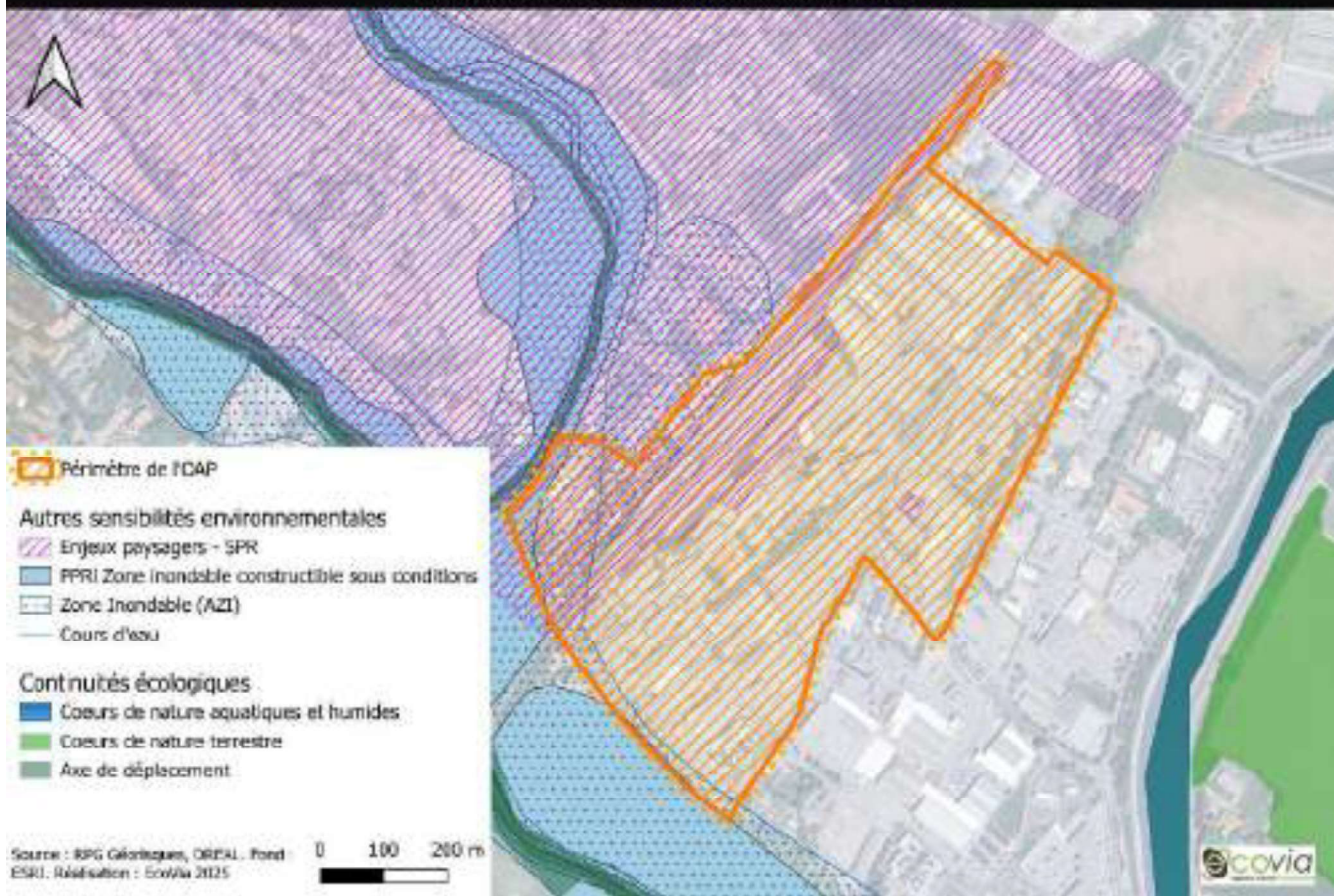 Périmètre de l'OAP
Autres sensibilités environnementales
Enjeux paysagers - SPR
PPRI Zone inondable constructible sous conditions
Zone Inondable (AZI)
Cours d'eau
Continuités écologiques
Coeurs de nature aquatiques et humides
Coeurs de nature terrestre
Axe de déplacement
Source : RPG Géorisques, DREAL. Fond :
ESRI. Réalisation : EcoVia 2025
0 100 200 m
ecovia